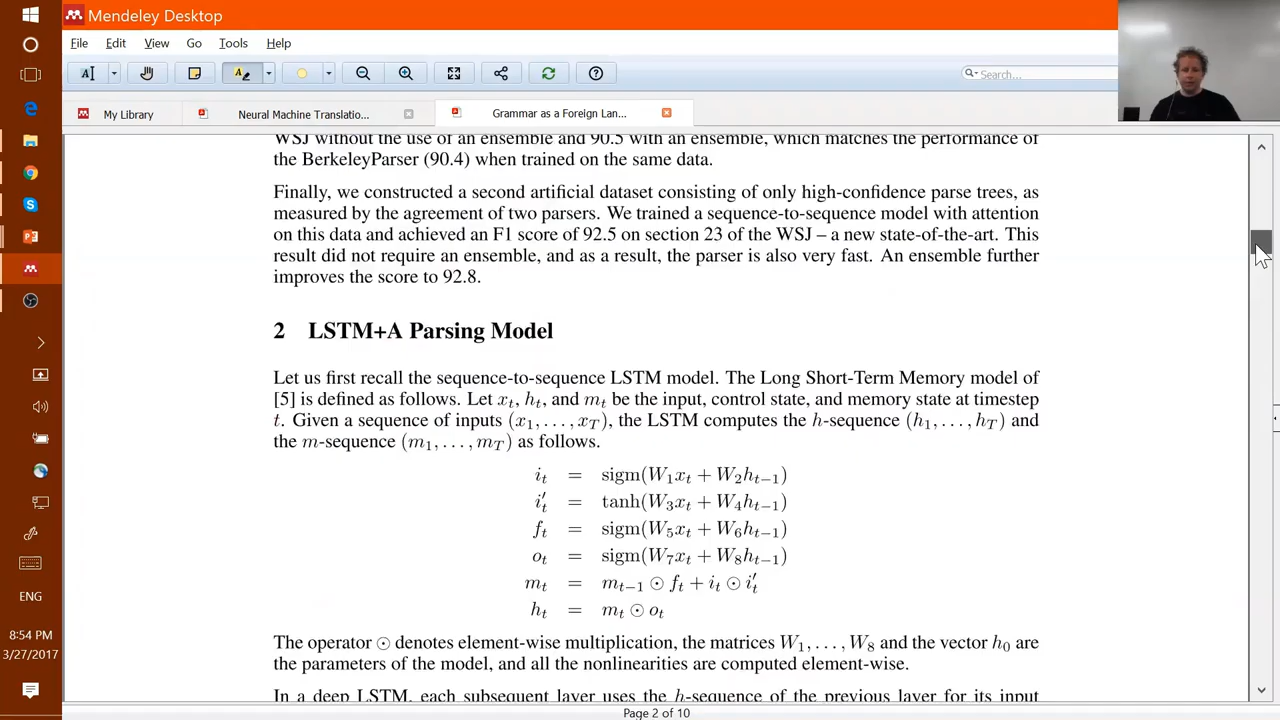 Mendeley Desktop
File Edit View Go Tools Help
Search...
My Library Neural Machine Translatio... Grammar as a Foreign Lan...
WSJ without the use of an ensemble and 90.5 with an ensemble, which matches the performance of
the BerkeleyParser (90.4) when trained on the same data.
Finally, we constructed a second artificial dataset consisting of only high-confidence parse trees, as
measured by the agreement of two parsers. We trained a sequence-to-sequence model with attention
on this data and achieved an F1 score of 92.5 on section 23 of the WSJ – a new state-of-the-art. This
result did not require an ensemble, and as a result, the parser is also very fast. An ensemble further
improves the score to 92.8.
2 LSTM+A Parsing Model
Let us first recall the sequence-to-sequence LSTM model. The Long Short-Term Memory model of
[5] is defined as follows. Let x_t, h_t, and m_t be the input, control state, and memory state at timestep
t. Given a sequence of inputs (x_1, . . . , x_T), the LSTM computes the h-sequence (h_1, . . . , h_T) and
the m-sequence (m_1, . . . , m_T) as follows.
i_t = sigm(W_1x_t + W_2h_{t−1})
i′_t = tanh(W_3x_t + W_4h_{t−1})
f_t = sigm(W_5x_t + W_6h_{t−1})
o_t = sigm(W_7x_t + W_8h_{t−1})
m_t = m_{t−1} ⊙ f_t + i_t ⊙ i′_t
h_t = m_t ⊙ o_t
The operator ⊙ denotes element-wise multiplication, the matrices W_1, . . . , W_8 and the vector h_0 are
the parameters of the model, and all the nonlinearities are computed element-wise.
In a deep LSTM, each subsequent layer uses the h-sequence of the previous layer for its input
Page 2 of 10
ENG
8:54 PM
3/27/2017